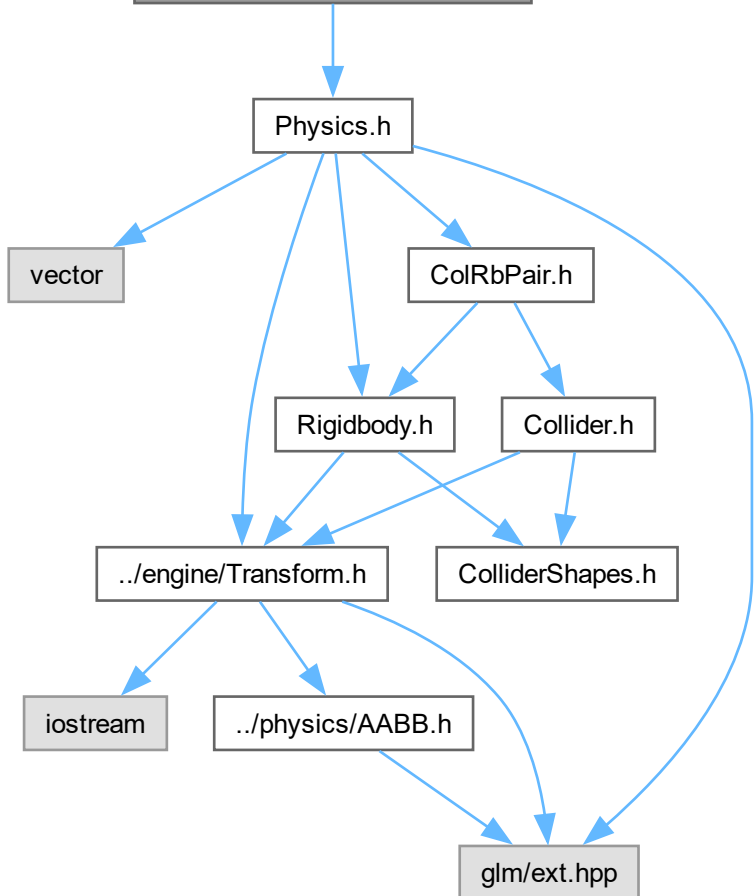 Physics.h
vector
ColRbPair.h
Rigidbody.h
Collider.h
../engine/Transform.h
ColliderShapes.h
iostream
../physics/AABB.h
glm/ext.hpp